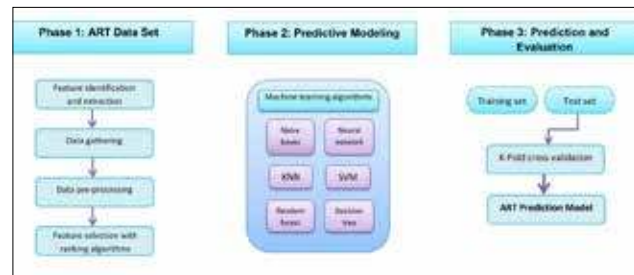 Phase 1: ART Data Set
Feature identification
and extraction
Data gathering
Data pre-processing
Feature selection with
ranking algorithms
Phase 2: Predictive Modeling
Machine learning algorithms
Naive
bayes
Neural
network
KNN
SVM
Random
forest
Decision
tree
Phase 3: Prediction and
Evaluation
Training set
Test set
K-Fold cross validation
ART Prediction Model